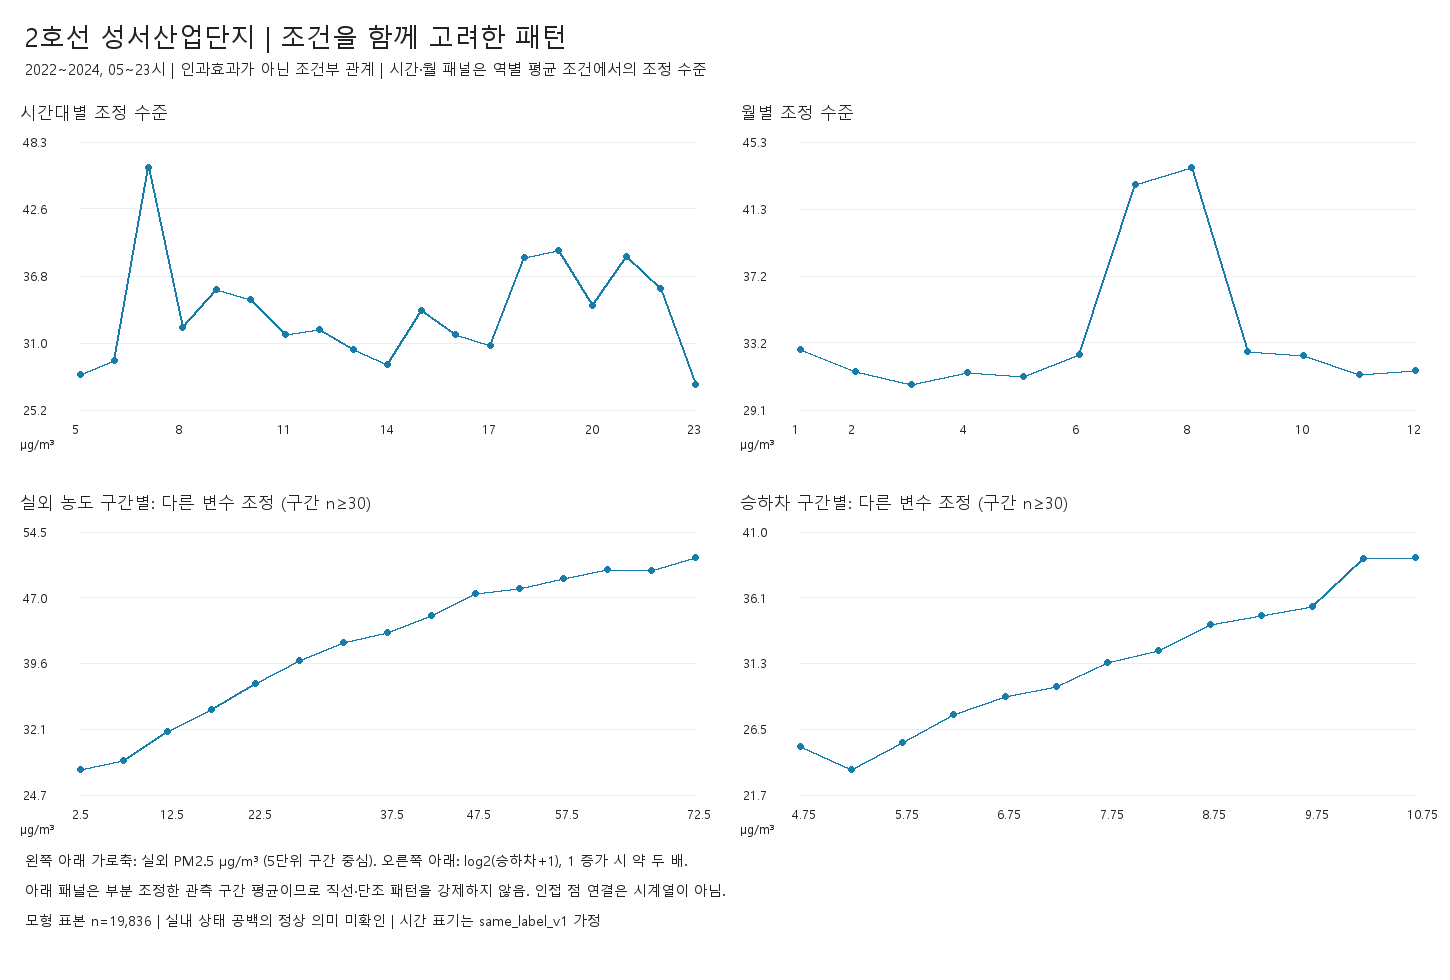 2호선 성서산업단지 | 조건을 함께 고려한 패턴
2022~2024, 05~23시 | 인과효과가 아닌 조건부 관계 | 시간·월 패널은 역별 평균 조건에서의 조정 수준
시간대별 조정 수준
48.3
42.6
36.8
31.0
25.2
5 8 11 14 17 20 23
µg/m³
월별 조정 수준
45.3
41.3
37.2
33.2
29.1
1 2 4 6 8 10 12
µg/m³
실외 농도 구간별: 다른 변수 조정 (구간 n≥30)
54.5
47.0
39.6
32.1
24.7
2.5 12.5 22.5 37.5 47.5 57.5 72.5
µg/m³
승하차 구간별: 다른 변수 조정 (구간 n≥30)
41.0
36.1
31.3
26.5
21.7
4.75 5.75 6.75 7.75 8.75 9.75 10.75
µg/m³
왼쪽 아래 가로축: 실외 PM2.5 µg/m³ (5단위 구간 중심). 오른쪽 아래: log2(승하차+1), 1 증가 시 약 두 배.
아래 패널은 부분 조정한 관측 구간 평균이므로 직선·단조 패턴을 강제하지 않음. 인접 점 연결은 시계열이 아님.
모형 표본 n=19,836 | 실내 상태 공백의 정상 의미 미확인 | 시간 표기는 same_label_v1 가정